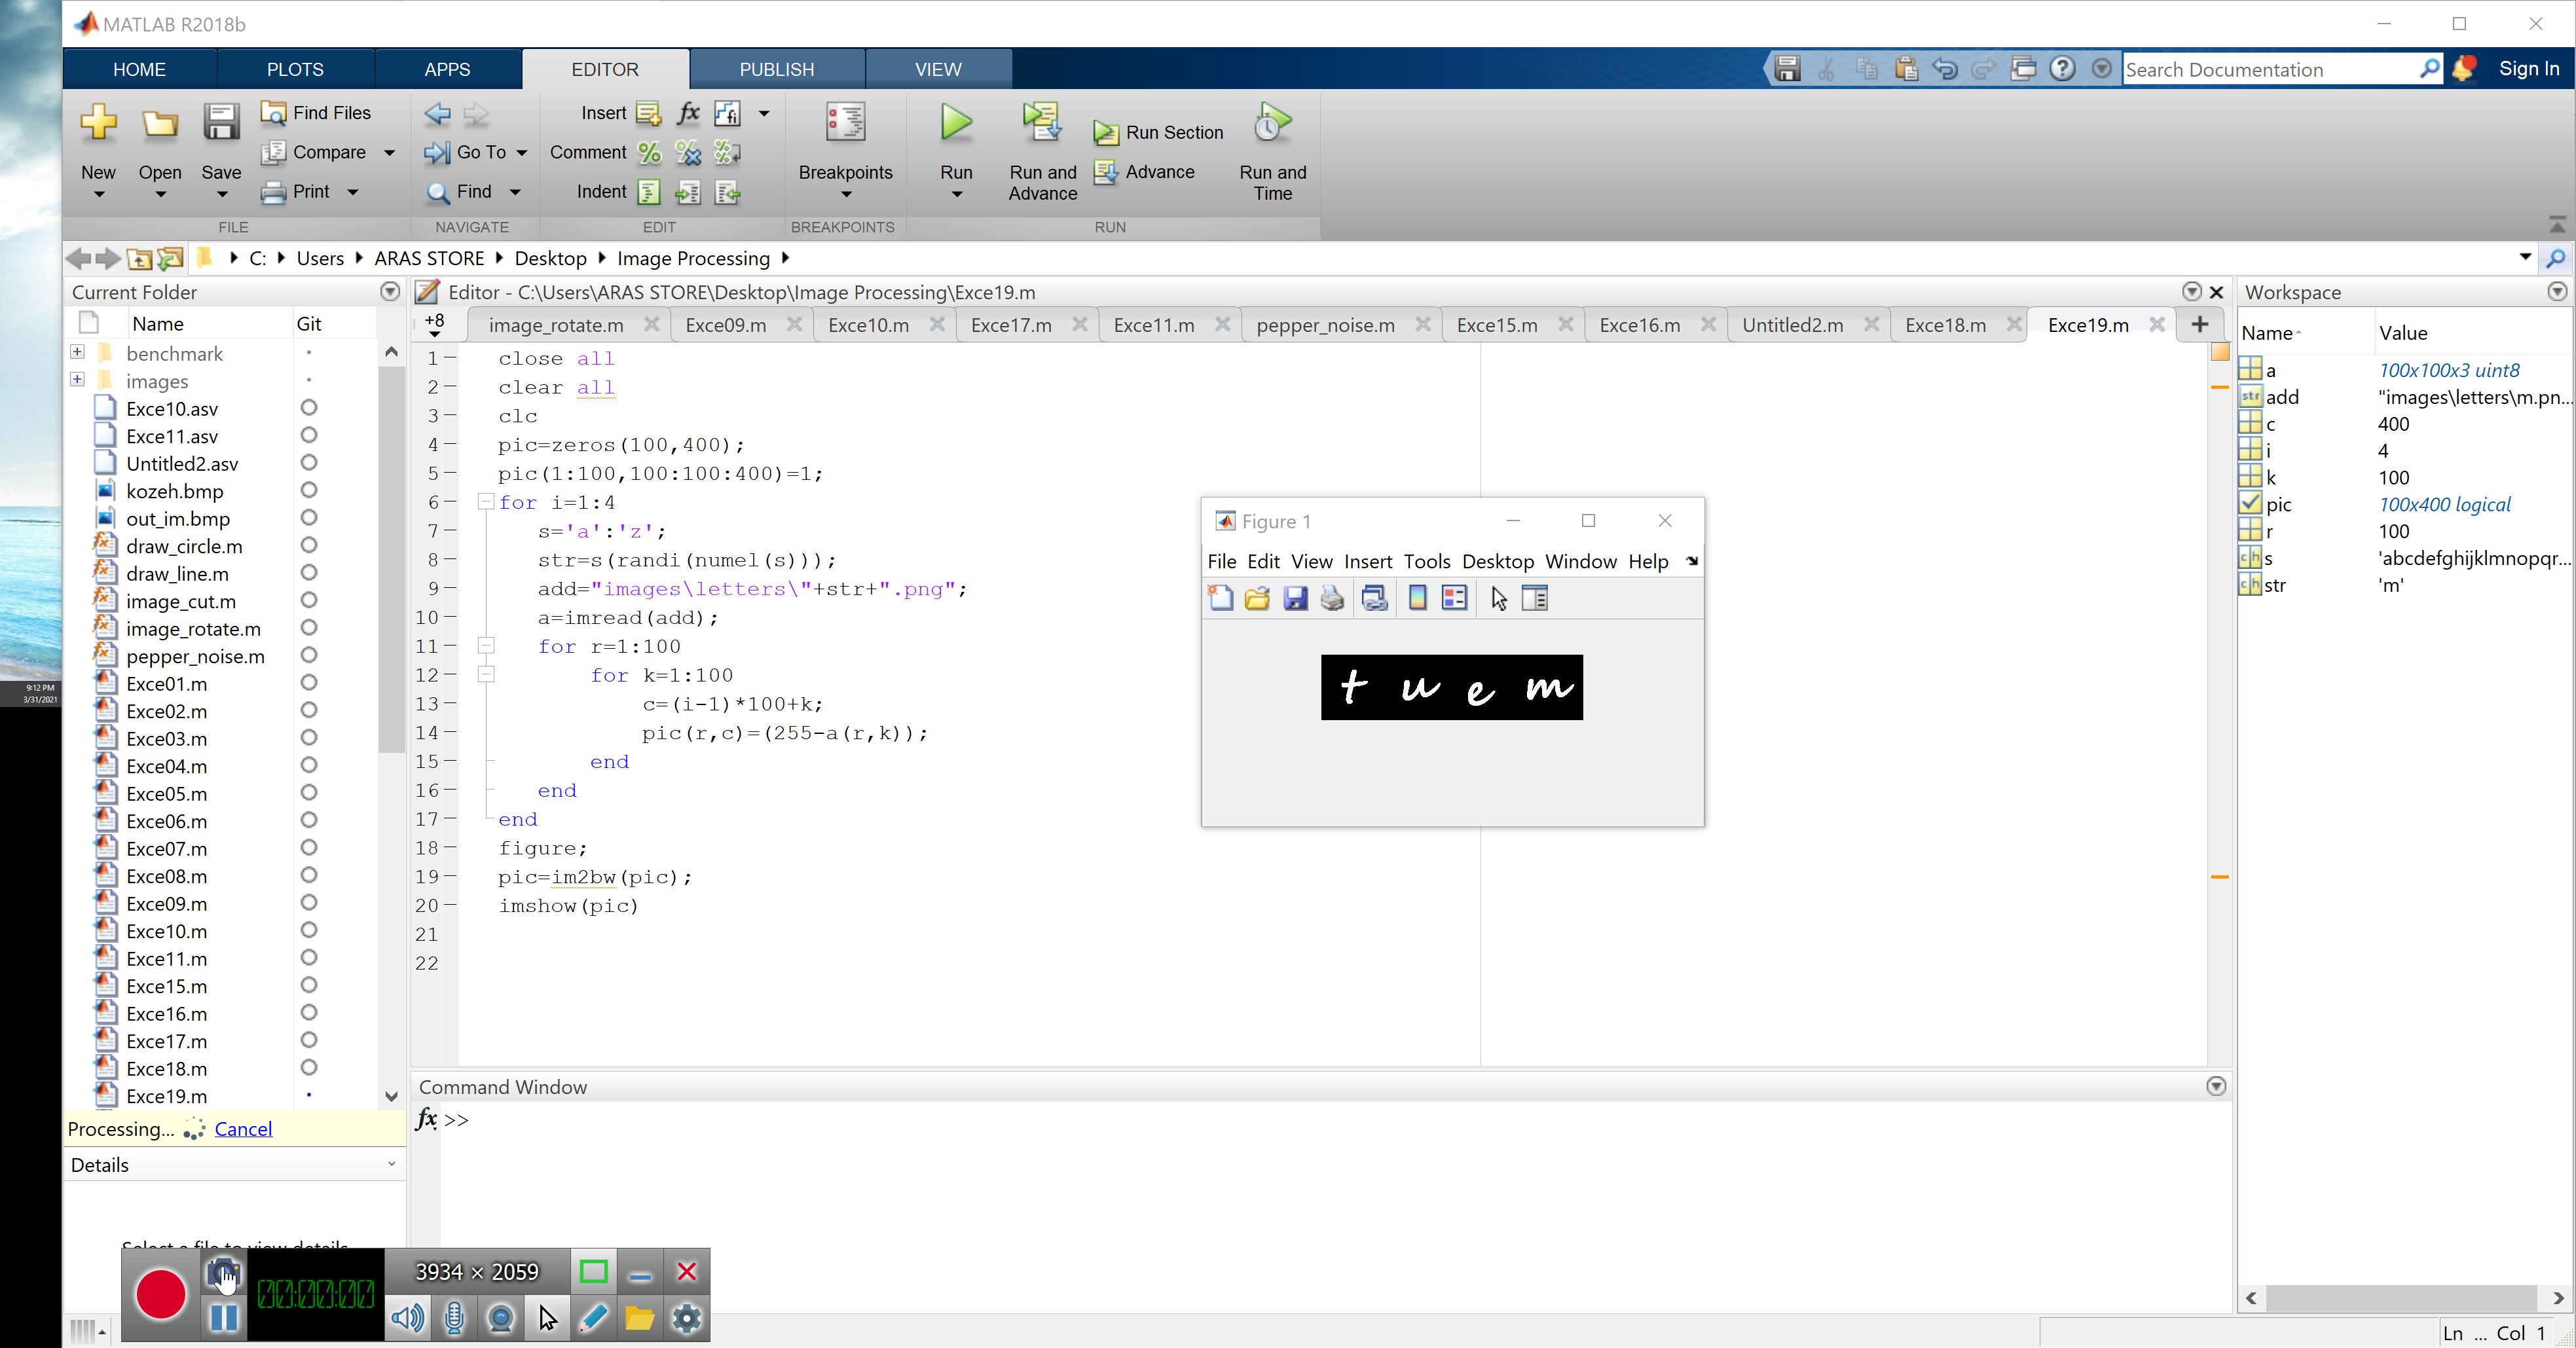 MATLAB R2018b
HOME PLOTS APPS EDITOR PUBLISH VIEW
Search Documentation
Sign In
New
Open
Save
Find Files
Compare
Print
FILE
Go To
Find
NAVIGATE
Insert
fx
fi
Comment
Indent
EDIT
Breakpoints
BREAKPOINTS
Run
Run and
Advance
Run Section
Advance
Run and
Time
RUN
C: Users ARAS STORE Desktop Image Processing
Current Folder
Name Git
benchmark
images
Exce10.asv
Exce11.asv
Untitled2.asv
kozeh.bmp
out_im.bmp
draw_circle.m
draw_line.m
image_cut.m
image_rotate.m
pepper_noise.m
Exce01.m
Exce02.m
Exce03.m
Exce04.m
Exce05.m
Exce06.m
Exce07.m
Exce08.m
Exce09.m
Exce10.m
Exce11.m
Exce15.m
Exce16.m
Exce17.m
Exce18.m
Exce19.m
Processing... Cancel
Details
9:12 PM
3/31/2021
Editor - C:\Users\ARAS STORE\Desktop\Image Processing\Exce19.m
+8 image_rotate.m Exce09.m Exce10.m Exce17.m Exce11.m pepper_noise.m Exce15.m Exce16.m Untitled2.m Exce18.m Exce19.m
1 close all
2 clear all
3 clc
4 pic=zeros(100,400);
5 pic(1:100,100:100:400)=1;
6 for i=1:4
7 s='a':'z';
8 str=s(randi(numel(s)));
9 add="images\letters\"+str+".png";
10 a=imread(add);
11 for r=1:100
12 for k=1:100
13 c=(i-1)*100+k;
14 pic(r,c)=(255-a(r,k));
15 end
16 end
17 end
18 figure;
19 pic=im2bw(pic);
20 imshow(pic)
21
22
Figure 1
File Edit View Insert Tools Desktop Window Help
t u e m
Command Window
fx >>
Workspace
Name Value
a 100x100x3 uint8
str add "images\letters\m.pn...
c 400
i 4
k 100
pic 100x400 logical
r 100
ch s 'abcdefghijklmnopqr...
ch str 'm'
00:00:00
3934 × 2059
Ln ... Col 1